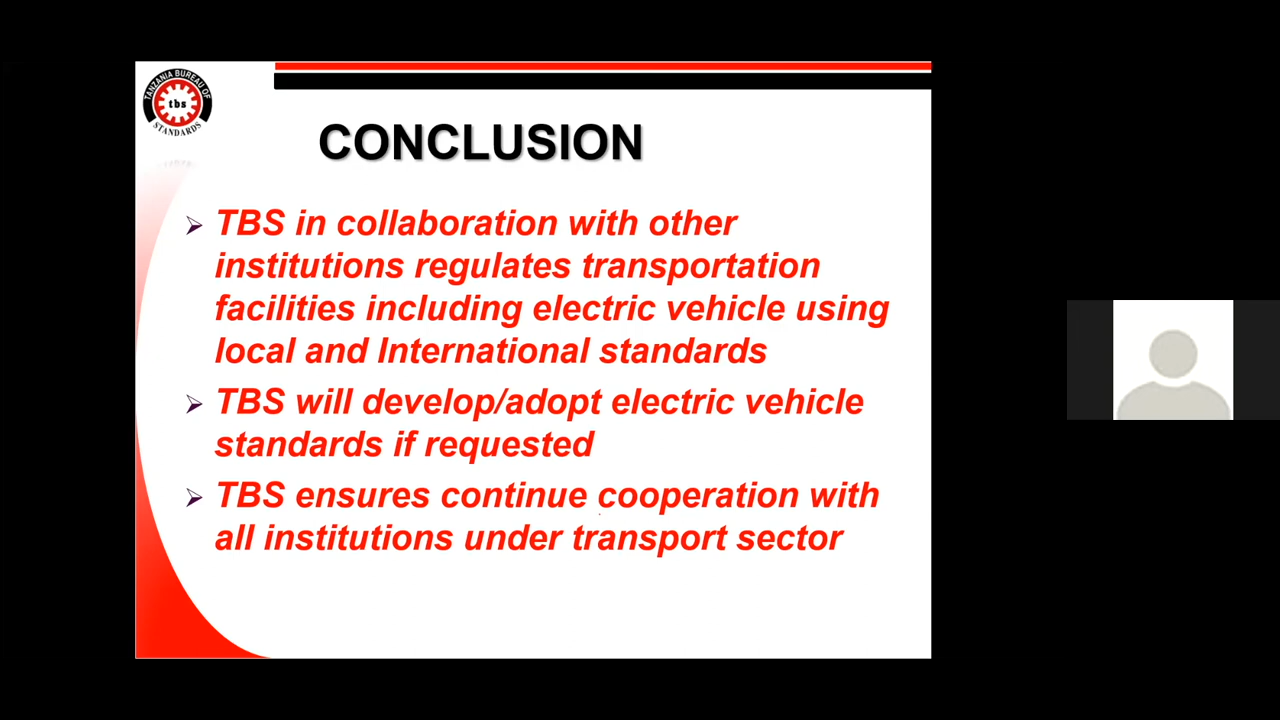 TANZANIA BUREAU OF
tbs
STANDARDS
CONCLUSION
TBS in collaboration with other
institutions regulates transportation
facilities including electric vehicle using
local and International standards
TBS will develop/adopt electric vehicle
standards if requested
TBS ensures continue cooperation with
all institutions under transport sector